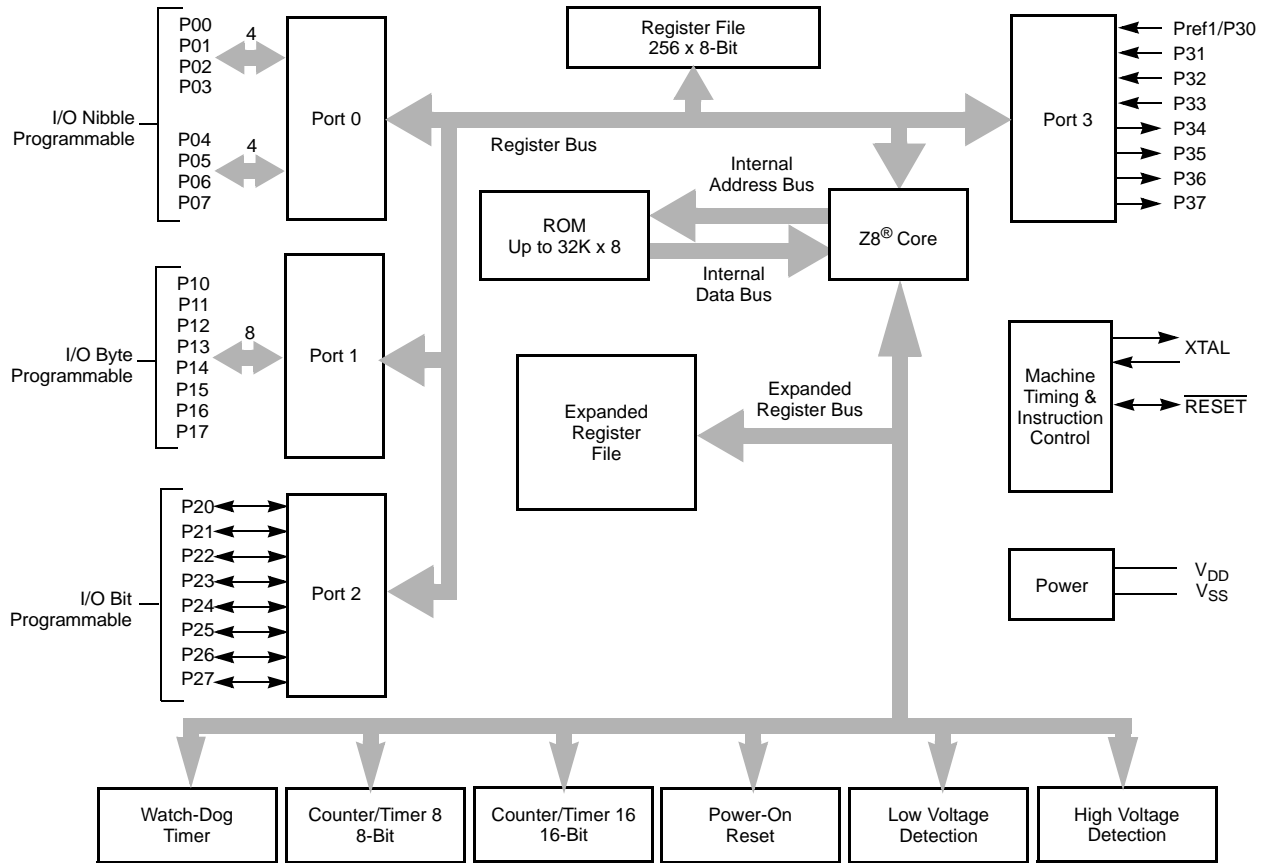 P00
P01
P02
P03
4
I/O Nibble
Programmable
P04
P05
P06
P07
4
Port 0
Register File
256 x 8-Bit
Register Bus
Port 3
Pref1/P30
P31
P32
P33
P34
P35
P36
P37
Internal
Address Bus
ROM
Up to 32K x 8
Z8® Core
Internal
Data Bus
P10
P11
P12
P13
P14
P15
P16
P17
8
I/O Byte
Programmable
Port 1
Expanded
Register
File
Expanded
Register Bus
Machine
Timing &
Instruction
Control
XTAL
RESET
P20
P21
P22
P23
P24
P25
P26
P27
I/O Bit
Programmable
Port 2
Power
VDD
VSS
Watch-Dog
Timer
Counter/Timer 8
8-Bit
Counter/Timer 16
16-Bit
Power-On
Reset
Low Voltage
Detection
High Voltage
Detection